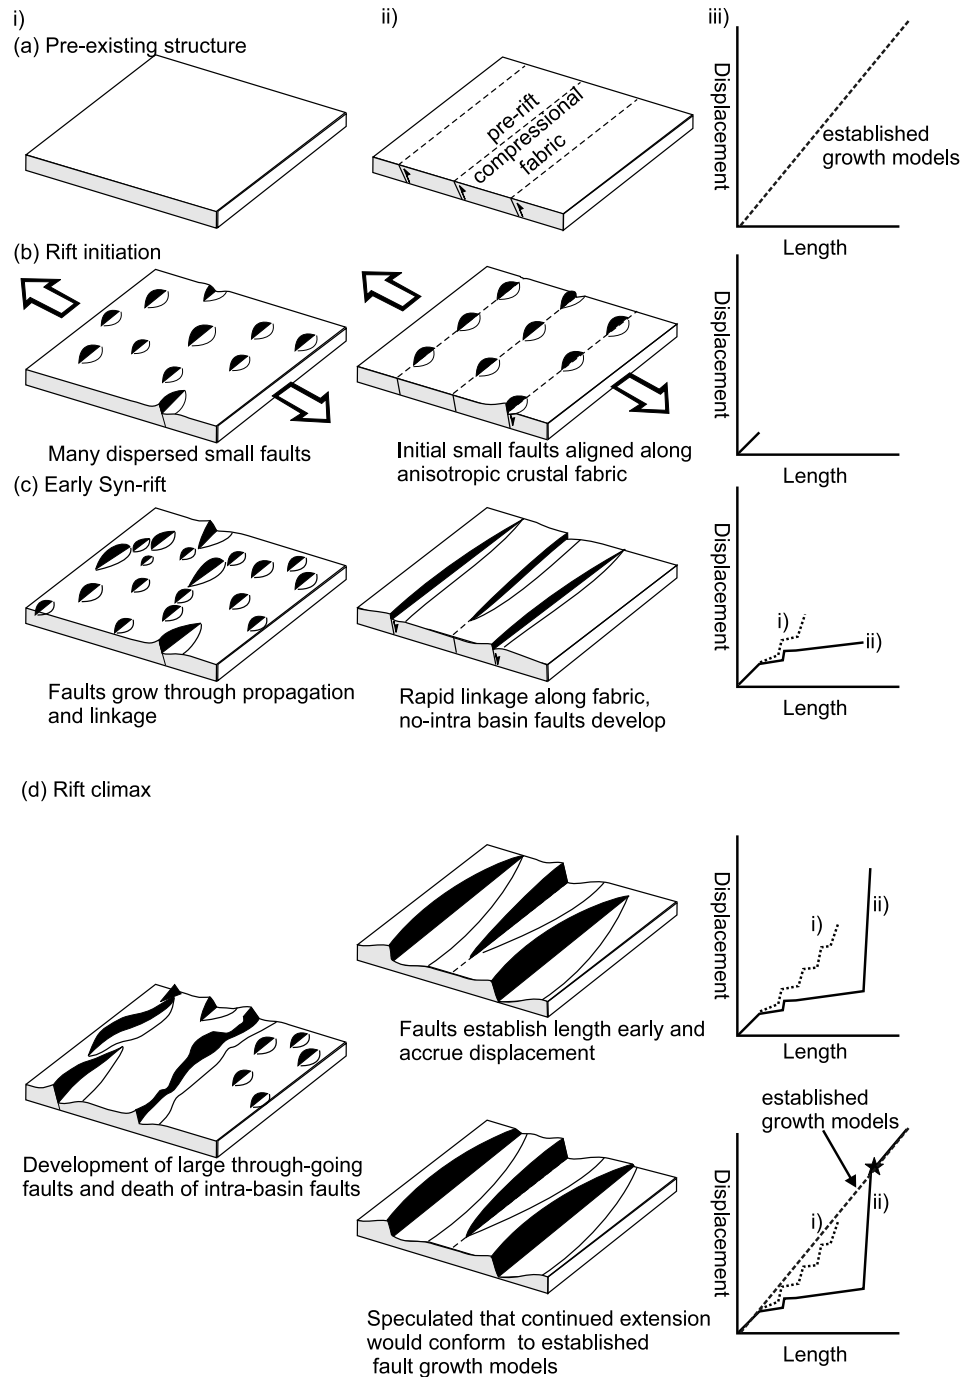 i)
ii)
iii)
(a) Pre-existing structure
pre-rift
compressional
fabric
Displacement
established
growth models
Length
(b) Rift initiation
Many dispersed small faults
Initial small faults aligned along
anisotropic crustal fabric
Displacement
Length
(c) Early Syn-rift
Faults grow through propagation
and linkage
Rapid linkage along fabric,
no-intra basin faults develop
Displacement
i)
ii)
Length
(d) Rift climax
Development of large through-going
faults and death of intra-basin faults
Faults establish length early and
accrue displacement
Displacement
i)
ii)
Length
Speculated that continued extension
would conform to established
fault growth models
established
growth models
Displacement
i)
ii)
Length